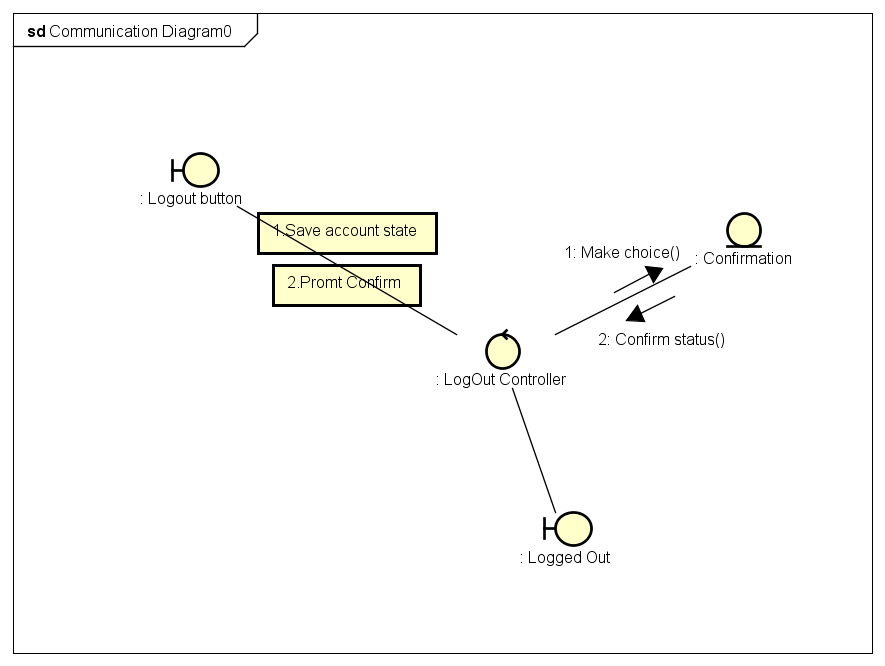 sd Communication Diagram0
: Logout button
1.Save account state
2.Promt Confirm
1: Make choice()
: Confirmation
2: Confirm status()
: LogOut Controller
: Logged Out